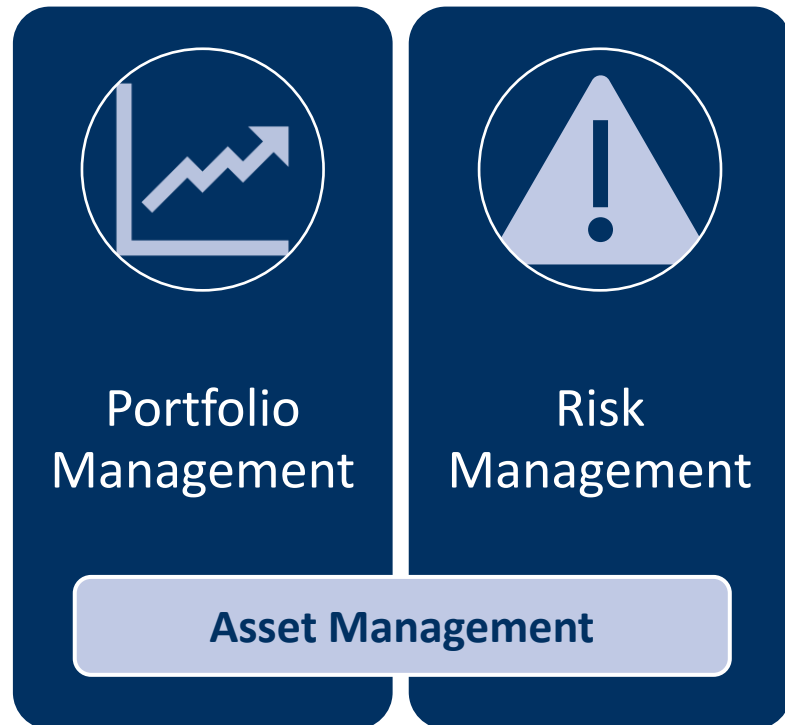 Portfolio
Management
Risk
Management
Asset Management